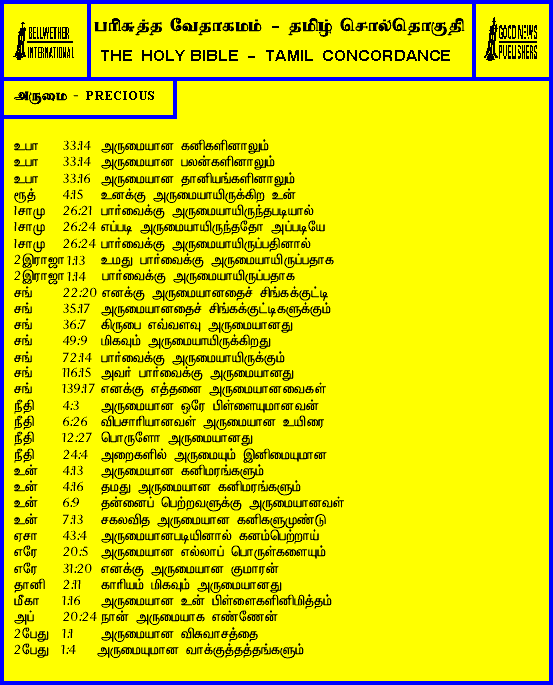 BELLWETHER
INTERNATIONAL
பரிசுத்த வேதாகமம் - தமிழ் சொல்தொகுதி
THE HOLY BIBLE - TAMIL CONCORDANCE
GOOD NEWS
PUBLISHERS
அருமை - PRECIOUS
உபா 33:14 அருமையான கனிகளினாலும்
உபா 33:14 அருமையான பலன்களினாலும்
உபா 33:16 அருமையான தானியங்களினாலும்
ரூத் 4:15 உனக்கு அருமையாயிருக்கிற உன்
1சாமு 26:21 பார்வைக்கு அருமையாயிருந்தபடியால்
1சாமு 26:24 எப்படி அருமையாயிருந்ததோ அப்படியே
1சாமு 26:24 பார்வைக்கு அருமையாயிருப்பதினால்
2இராஜா 1:13 உமது பார்வைக்கு அருமையாயிருப்பதாக
2இராஜா 1:14 பார்வைக்கு அருமையாயிருப்பதாக
சங் 22:20 எனக்கு அருமையானதைச் சிங்கக்குட்டி
சங் 35:17 அருமையானதைச் சிங்கக்குட்டிகளுக்கும்
சங் 36:7 கிருபை எவ்வளவு அருமையானது
சங் 49:9 மிகவும் அருமையாயிருக்கிறது
சங் 72:14 பார்வைக்கு அருமையாயிருக்கும்
சங் 116:15 அவர் பார்வைக்கு அருமையானது
சங் 139:17 எனக்கு எத்தனை அருமையானவைகள்
நீதி 4:3 அருமையான ஒரே பிள்ளையுமானவன்
நீதி 6:26 விபசாரியானவள் அருமையான உயிரை
நீதி 12:27 பொருளோ அருமையானது
நீதி 24:4 அறைகளில் அருமையும் இனிமையுமான
உன் 4:13 அருமையான கனிமரங்களும்
உன் 4:16 தமது அருமையான கனிமரங்களும்
உன் 6:9 தன்னைப் பெற்றவளுக்கு அருமையானவள்
உன் 7:13 சகலவித அருமையான கனிகளுமுண்டு
ஏசா 43:4 அருமையானபடியினால் கனம்பெற்றாய்
எரே 20:5 அருமையான எல்லாப் பொருள்களையும்
எரே 31:20 எனக்கு அருமையான குமாரன்
தானி 2:11 காரியம் மிகவும் அருமையானது
மீகா 1:16 அருமையான உன் பிள்ளைகளினிமித்தம்
அப் 20:24 நான் அருமையாக எண்ணேன்
2பேது 1:1 அருமையான விசுவாசத்தை
2பேது 1:4 அருமையுமான வாக்குத்தத்தங்களும்